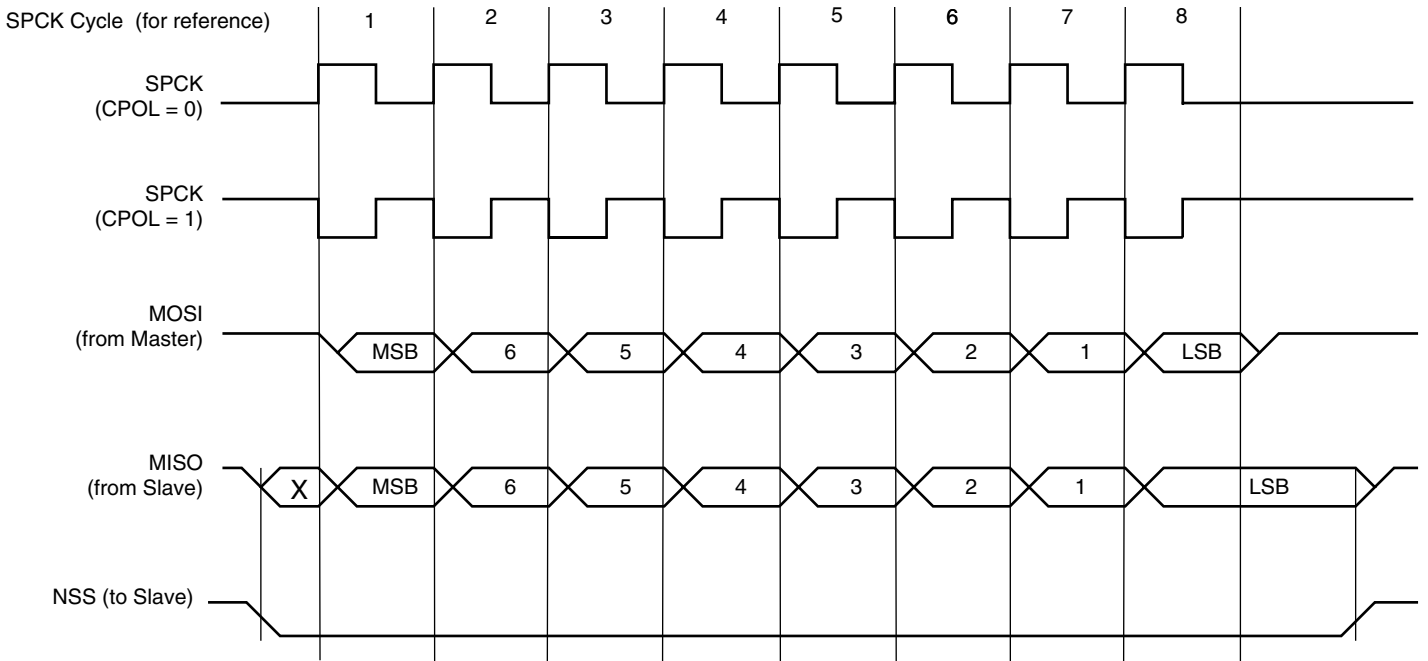 SPCK Cycle (for reference) 1 2 3 4 5 6 7 8
SPCK
(CPOL = 0)
SPCK
(CPOL = 1)
MOSI
(from Master)
MSB 6 5 4 3 2 1 LSB
MISO
(from Slave)
X MSB 6 5 4 3 2 1 LSB
NSS (to Slave)